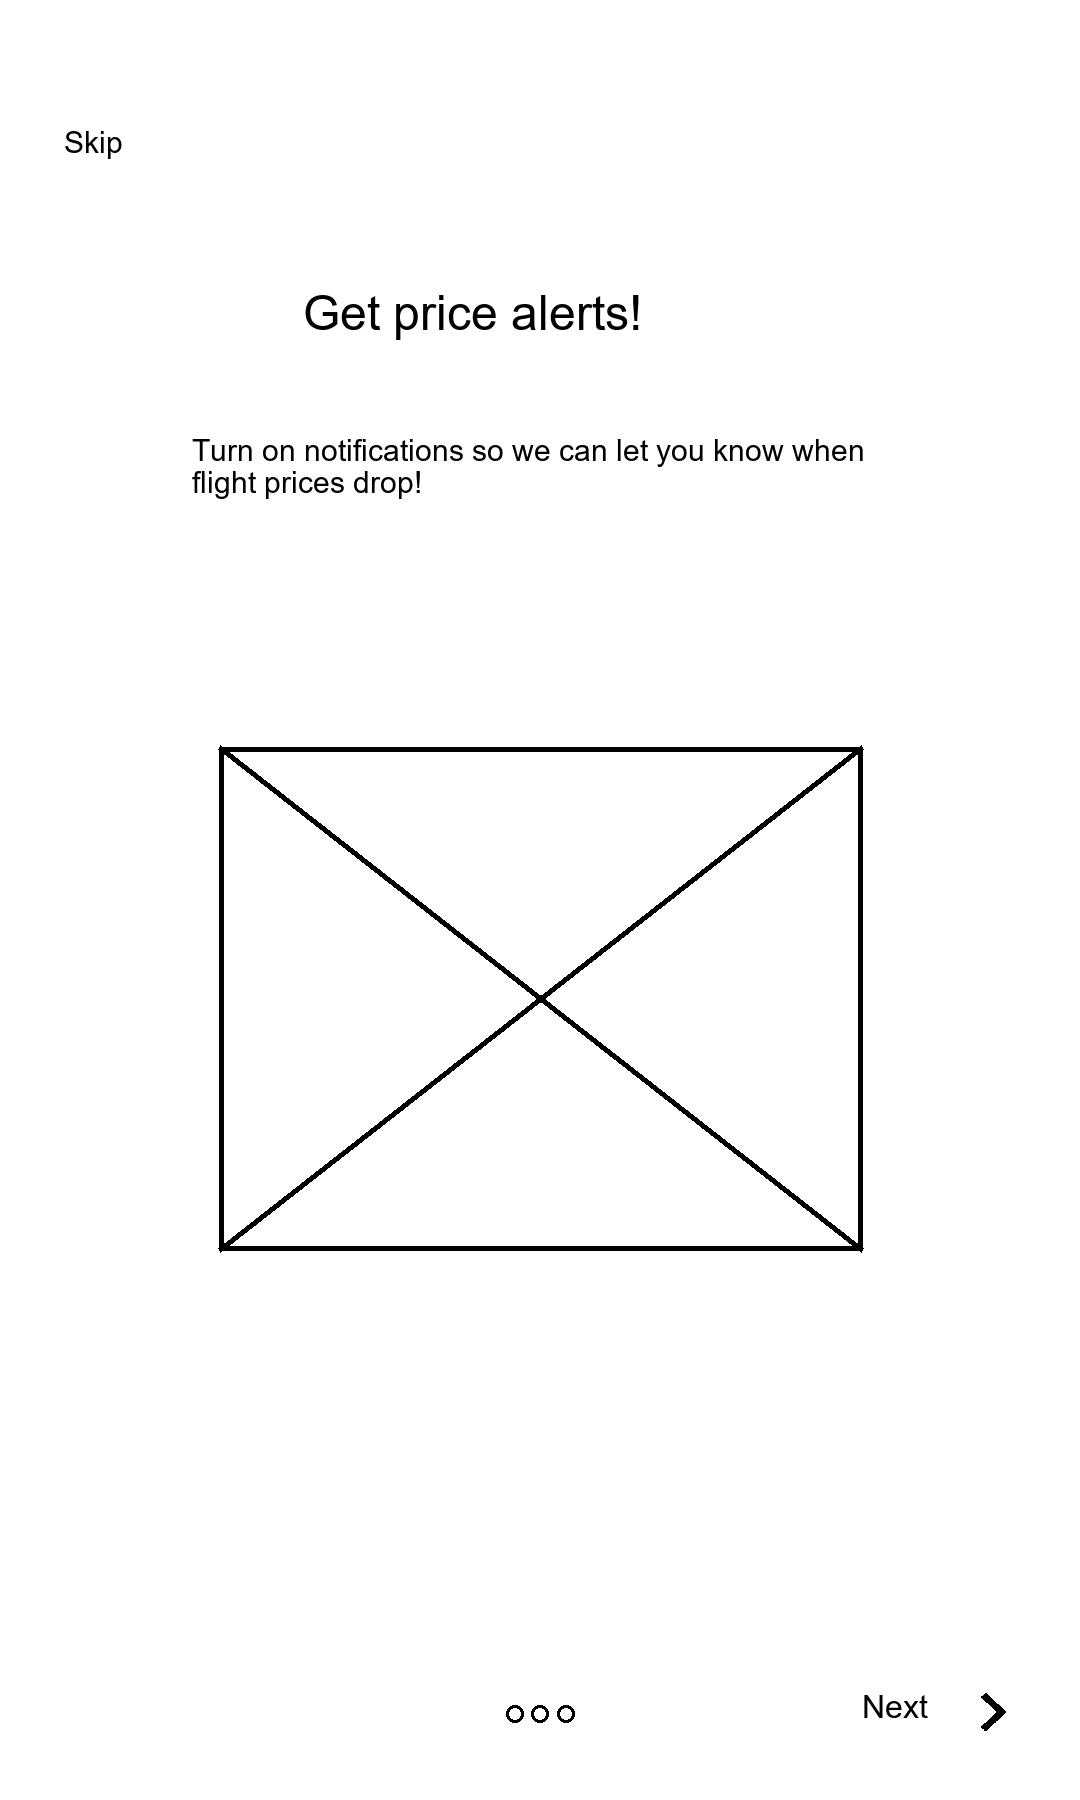 Skip
Get price alerts!
Turn on notifications so we can let you know when
flight prices drop!
Next